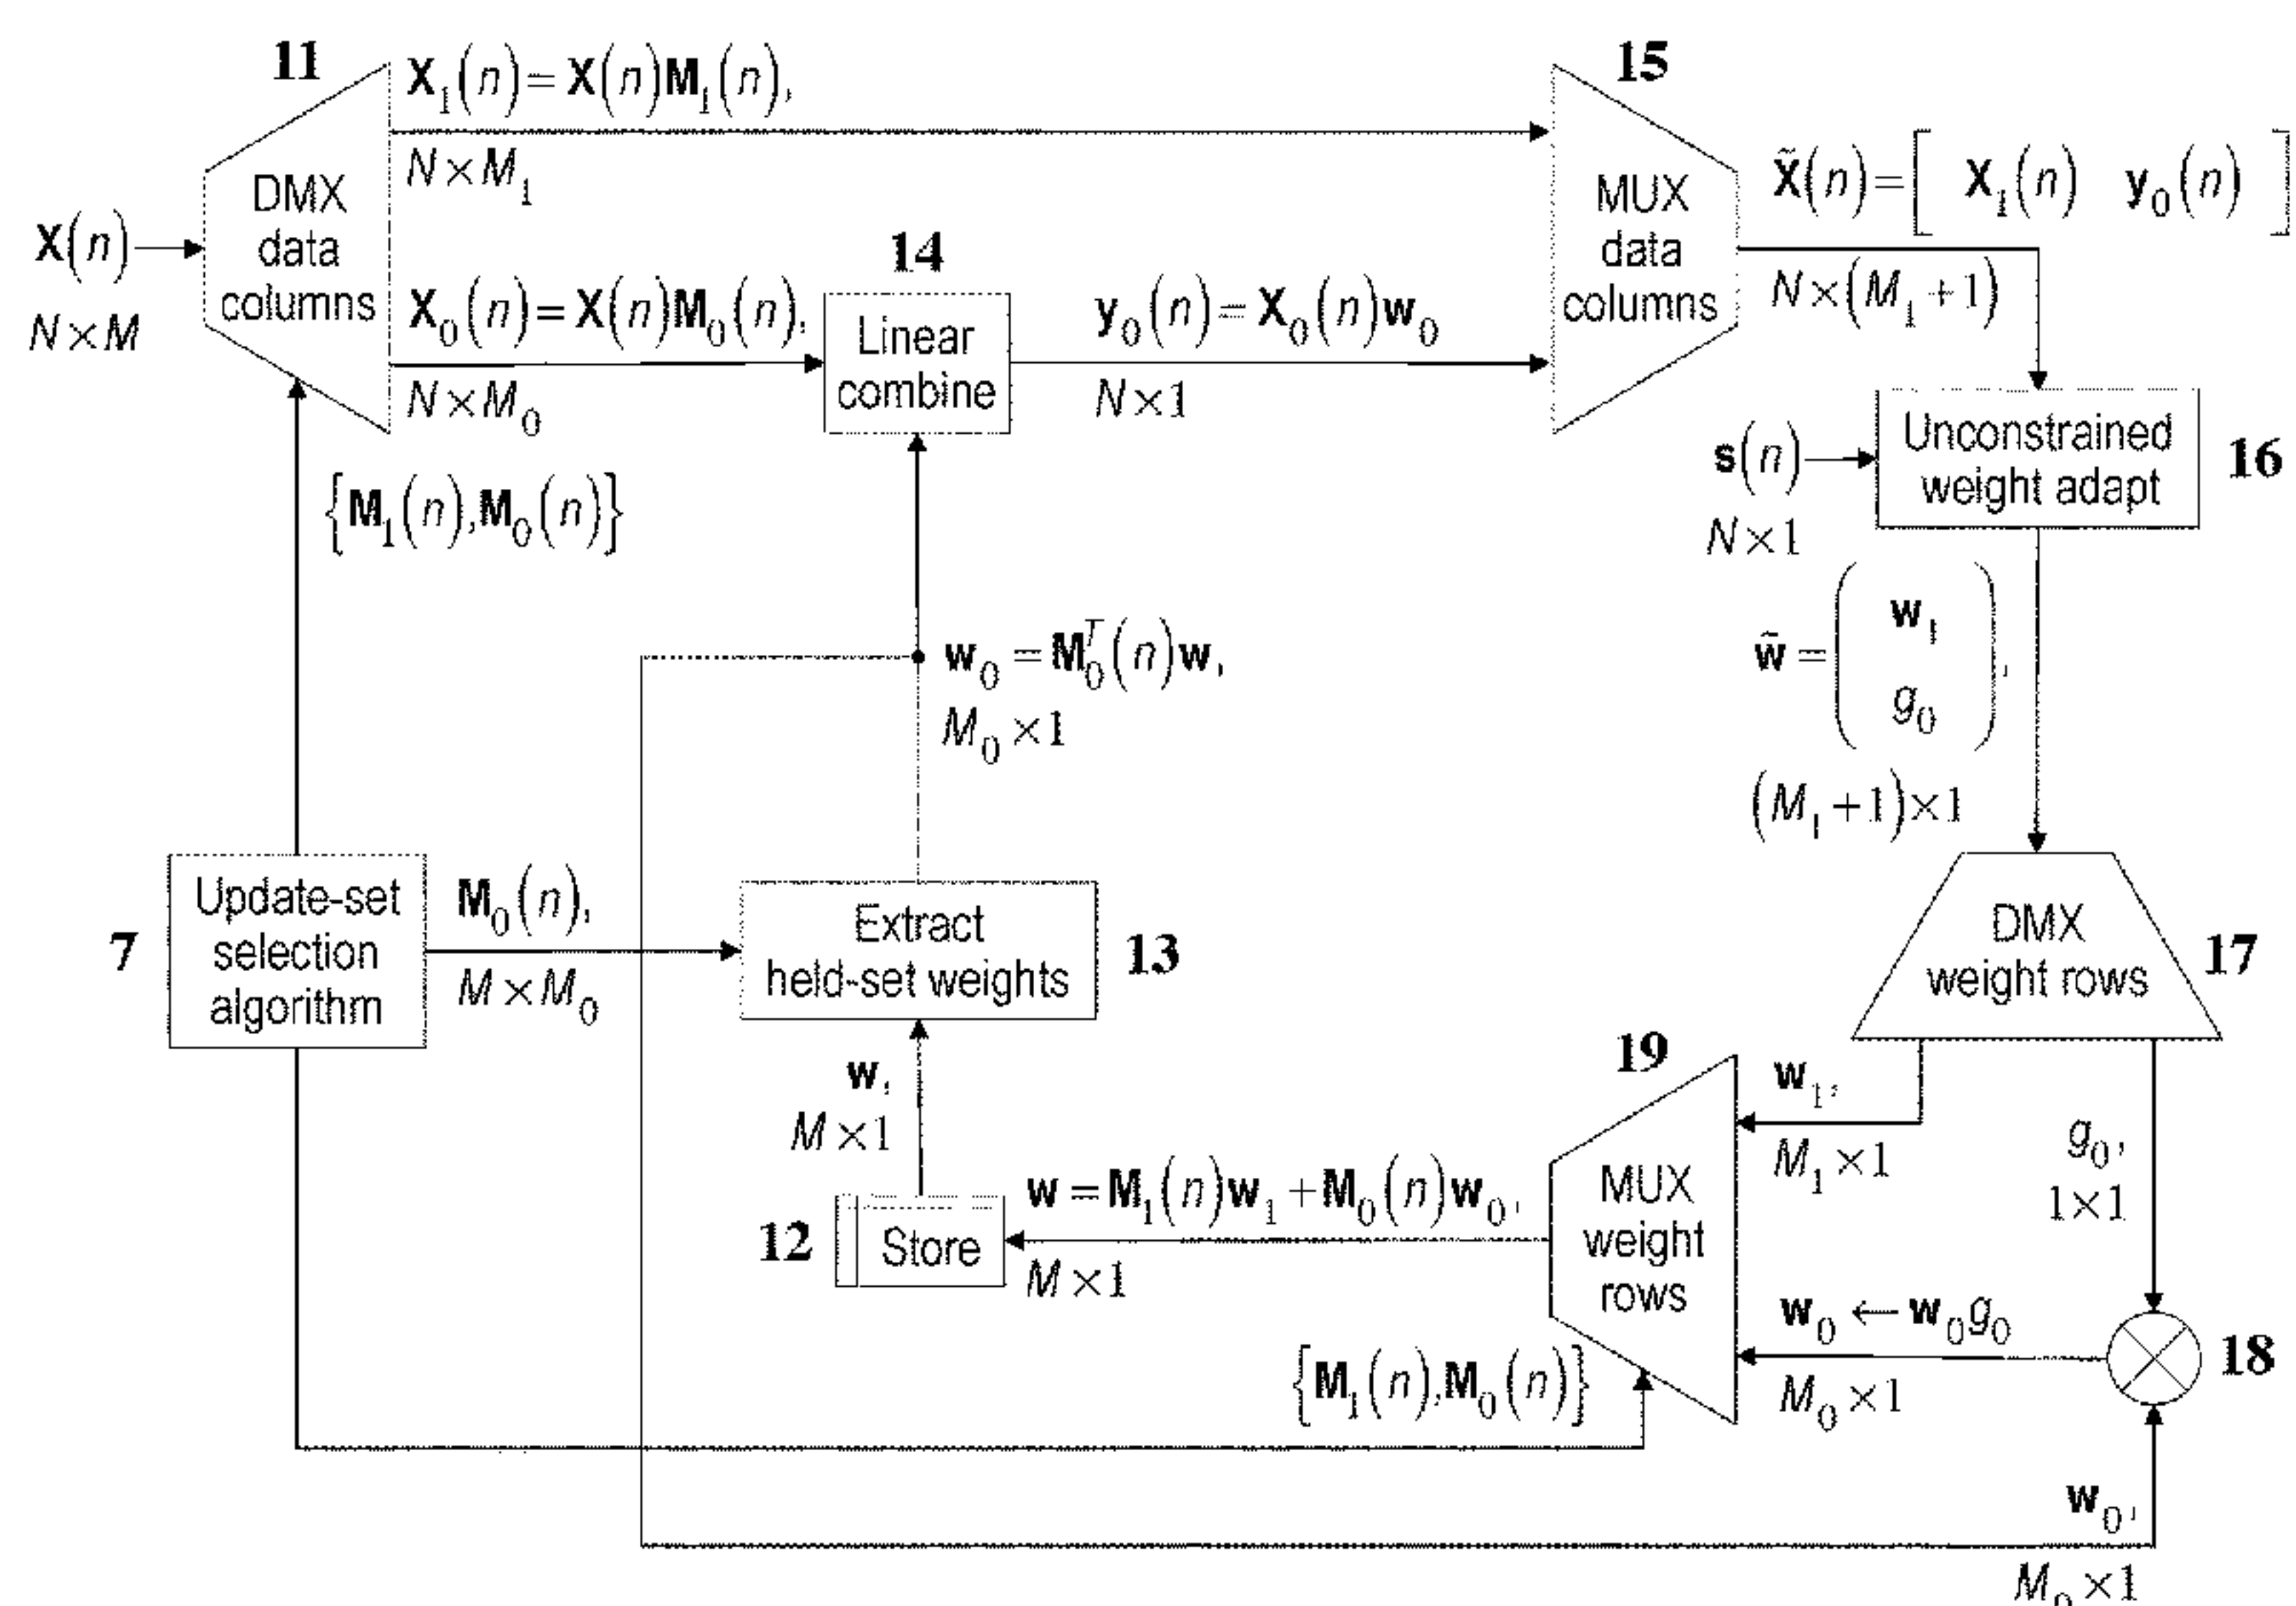 11
X₁(n)=X(n)M₁(n),
N×M₁
DMX
data
columns
X(n)
N×M
X₀(n)=X(n)M₀(n),
N×M₀
{M₁(n),M₀(n)}
14
Linear
combine
y₀(n)=X₀(n)w₀
N×1
15
MUX
data
columns
X̃(n)=[ X₁(n) y₀(n) ]
N×(M₁+1)
s(n)
N×1
Unconstrained
weight adapt
16
w̃=( w₁
g₀ ),
(M₁+1)×1
w₀=M₀ᵀ(n)w,
M₀×1
7
Update-set
selection
algorithm
M₀(n),
M×M₀
Extract
held-set weights
13
DMX
weight rows
17
w,
M×1
12
Store
w=M₁(n)w₁+M₀(n)w₀,
M×1
19
MUX
weight
rows
w₁,
M₁×1
g₀,
1×1
w₀←w₀g₀
M₀×1
18
{M₁(n),M₀(n)}
w₀,
M₀×1